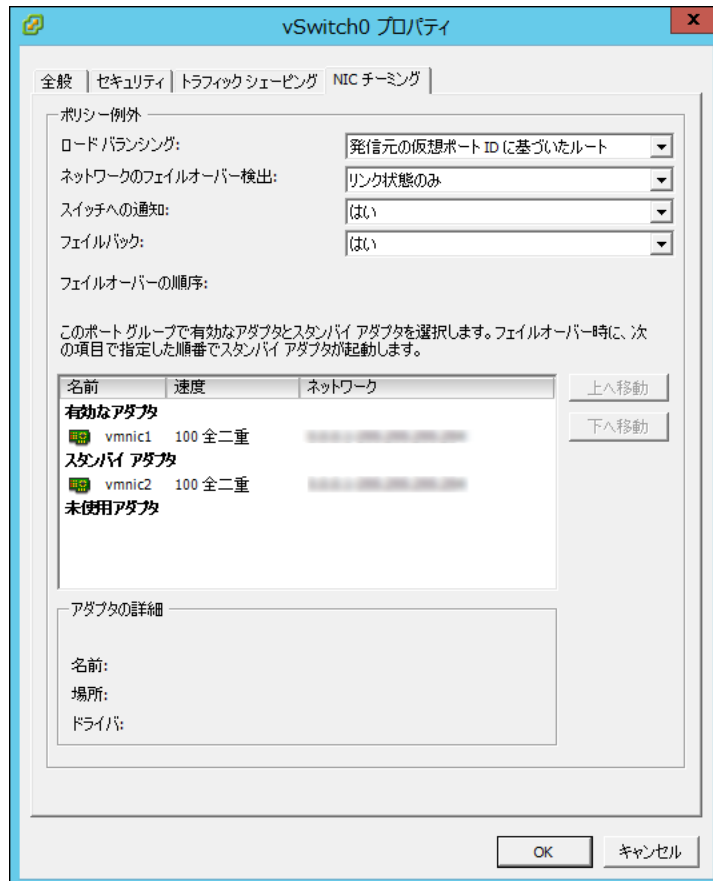 vSwitch0 プロパティ
x
全般
セキュリティ
トラフィック シェーピング
NIC チーミング
ポリシー例外
ロード バランシング:
発信元の仮想ポート ID に基づいたルート
ネットワークのフェイルオーバー検出:
リンク状態のみ
スイッチへの通知:
はい
フェイルバック:
はい
フェイルオーバーの順序:
このポート グループで有効なアダプタとスタンバイ アダプタを選択します。フェイルオーバー時に、次
の項目で指定した順番でスタンバイ アダプタが起動します。
名前 速度 ネットワーク
上へ移動
有効なアダプタ
vmnic1 100 全二重
下へ移動
スタンバイ アダプタ
vmnic2 100 全二重
未使用アダプタ
アダプタの詳細
名前:
場所:
ドライバ:
OK
キャンセル